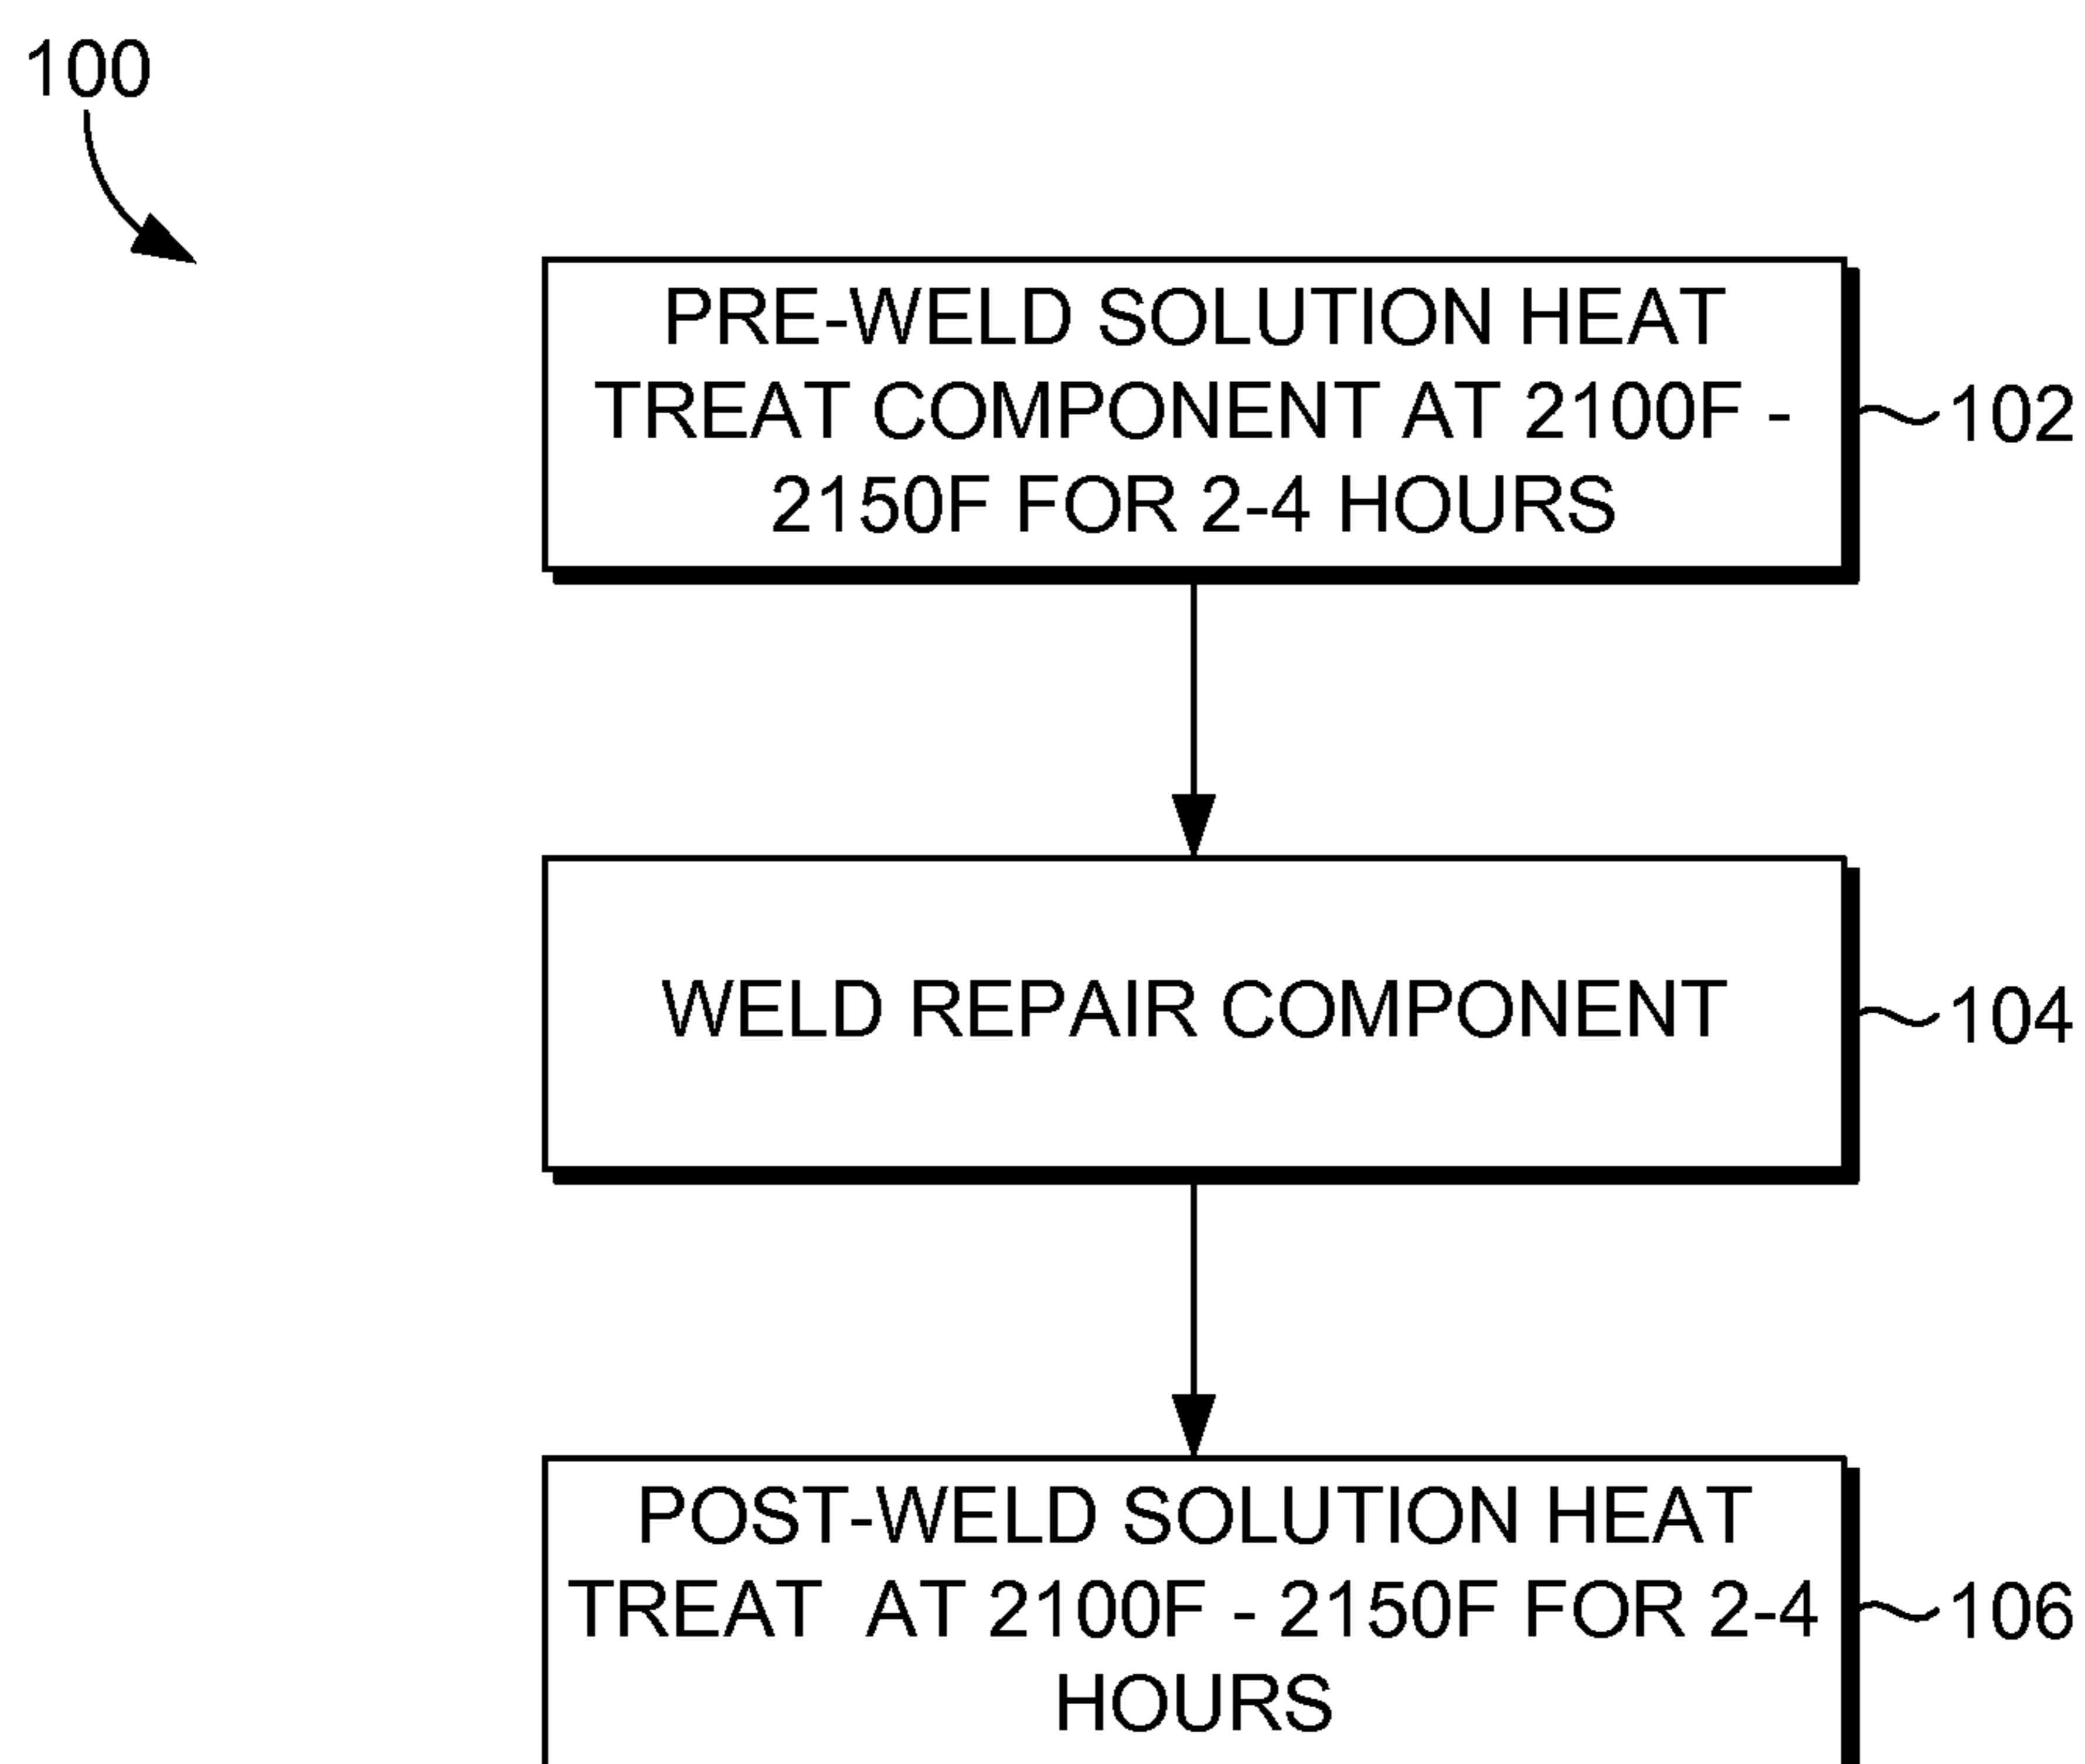 100
PRE-WELD SOLUTION HEAT
TREAT COMPONENT AT 2100F -
2150F FOR 2-4 HOURS
102
WELD REPAIR COMPONENT
104
POST-WELD SOLUTION HEAT
TREAT AT 2100F - 2150F FOR 2-4
HOURS
106